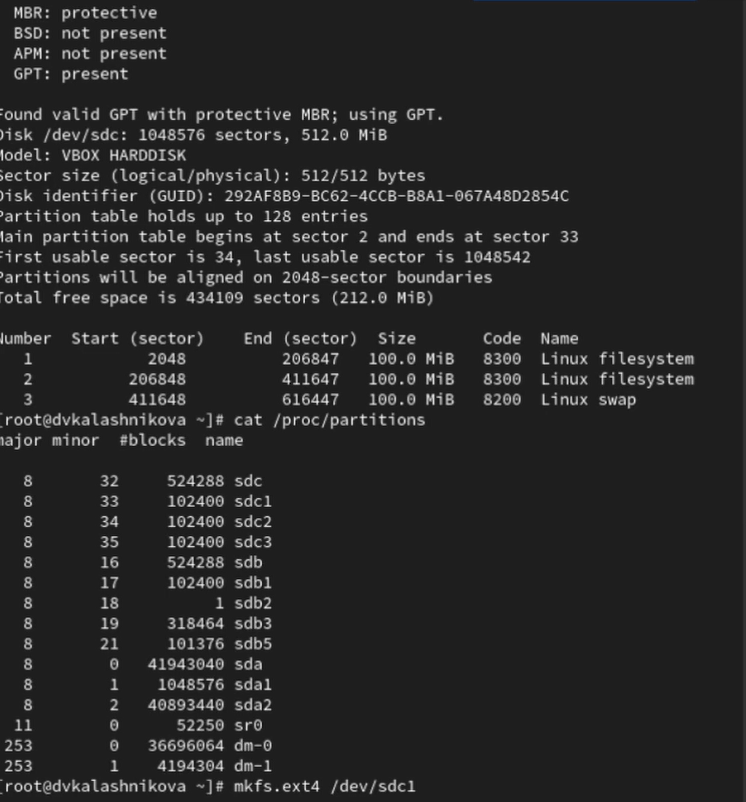 MBR: protective
BSD: not present
APM: not present
GPT: present
Found valid GPT with protective MBR; using GPT.
Disk /dev/sdc: 1048576 sectors, 512.0 MiB
Model: VBOX HARDDISK
Sector size (logical/physical): 512/512 bytes
Disk identifier (GUID): 292AF8B9-BC62-4CCB-B8A1-067A48D2854C
Partition table holds up to 128 entries
Main partition table begins at sector 2 and ends at sector 33
First usable sector is 34, last usable sector is 1048542
Partitions will be aligned on 2048-sector boundaries
Total free space is 434109 sectors (212.0 MiB)
Number  Start (sector)    End (sector)  Size       Code  Name
   1            2048          206847   100.0 MiB   8300  Linux filesystem
   2          206848          411647   100.0 MiB   8300  Linux filesystem
   3          411648          616447   100.0 MiB   8200  Linux swap
[root@dvkalashnikova ~]# cat /proc/partitions
major minor  #blocks  name
   8       32     524288 sdc
   8       33     102400 sdc1
   8       34     102400 sdc2
   8       35     102400 sdc3
   8       16     524288 sdb
   8       17     102400 sdb1
   8       18          1 sdb2
   8       19     318464 sdb3
   8       21     101376 sdb5
   8        0   41943040 sda
   8        1    1048576 sda1
   8        2   40893440 sda2
  11        0      52250 sr0
 253        0   36696064 dm-0
 253        1    4194304 dm-1
[root@dvkalashnikova ~]# mkfs.ext4 /dev/sdc1